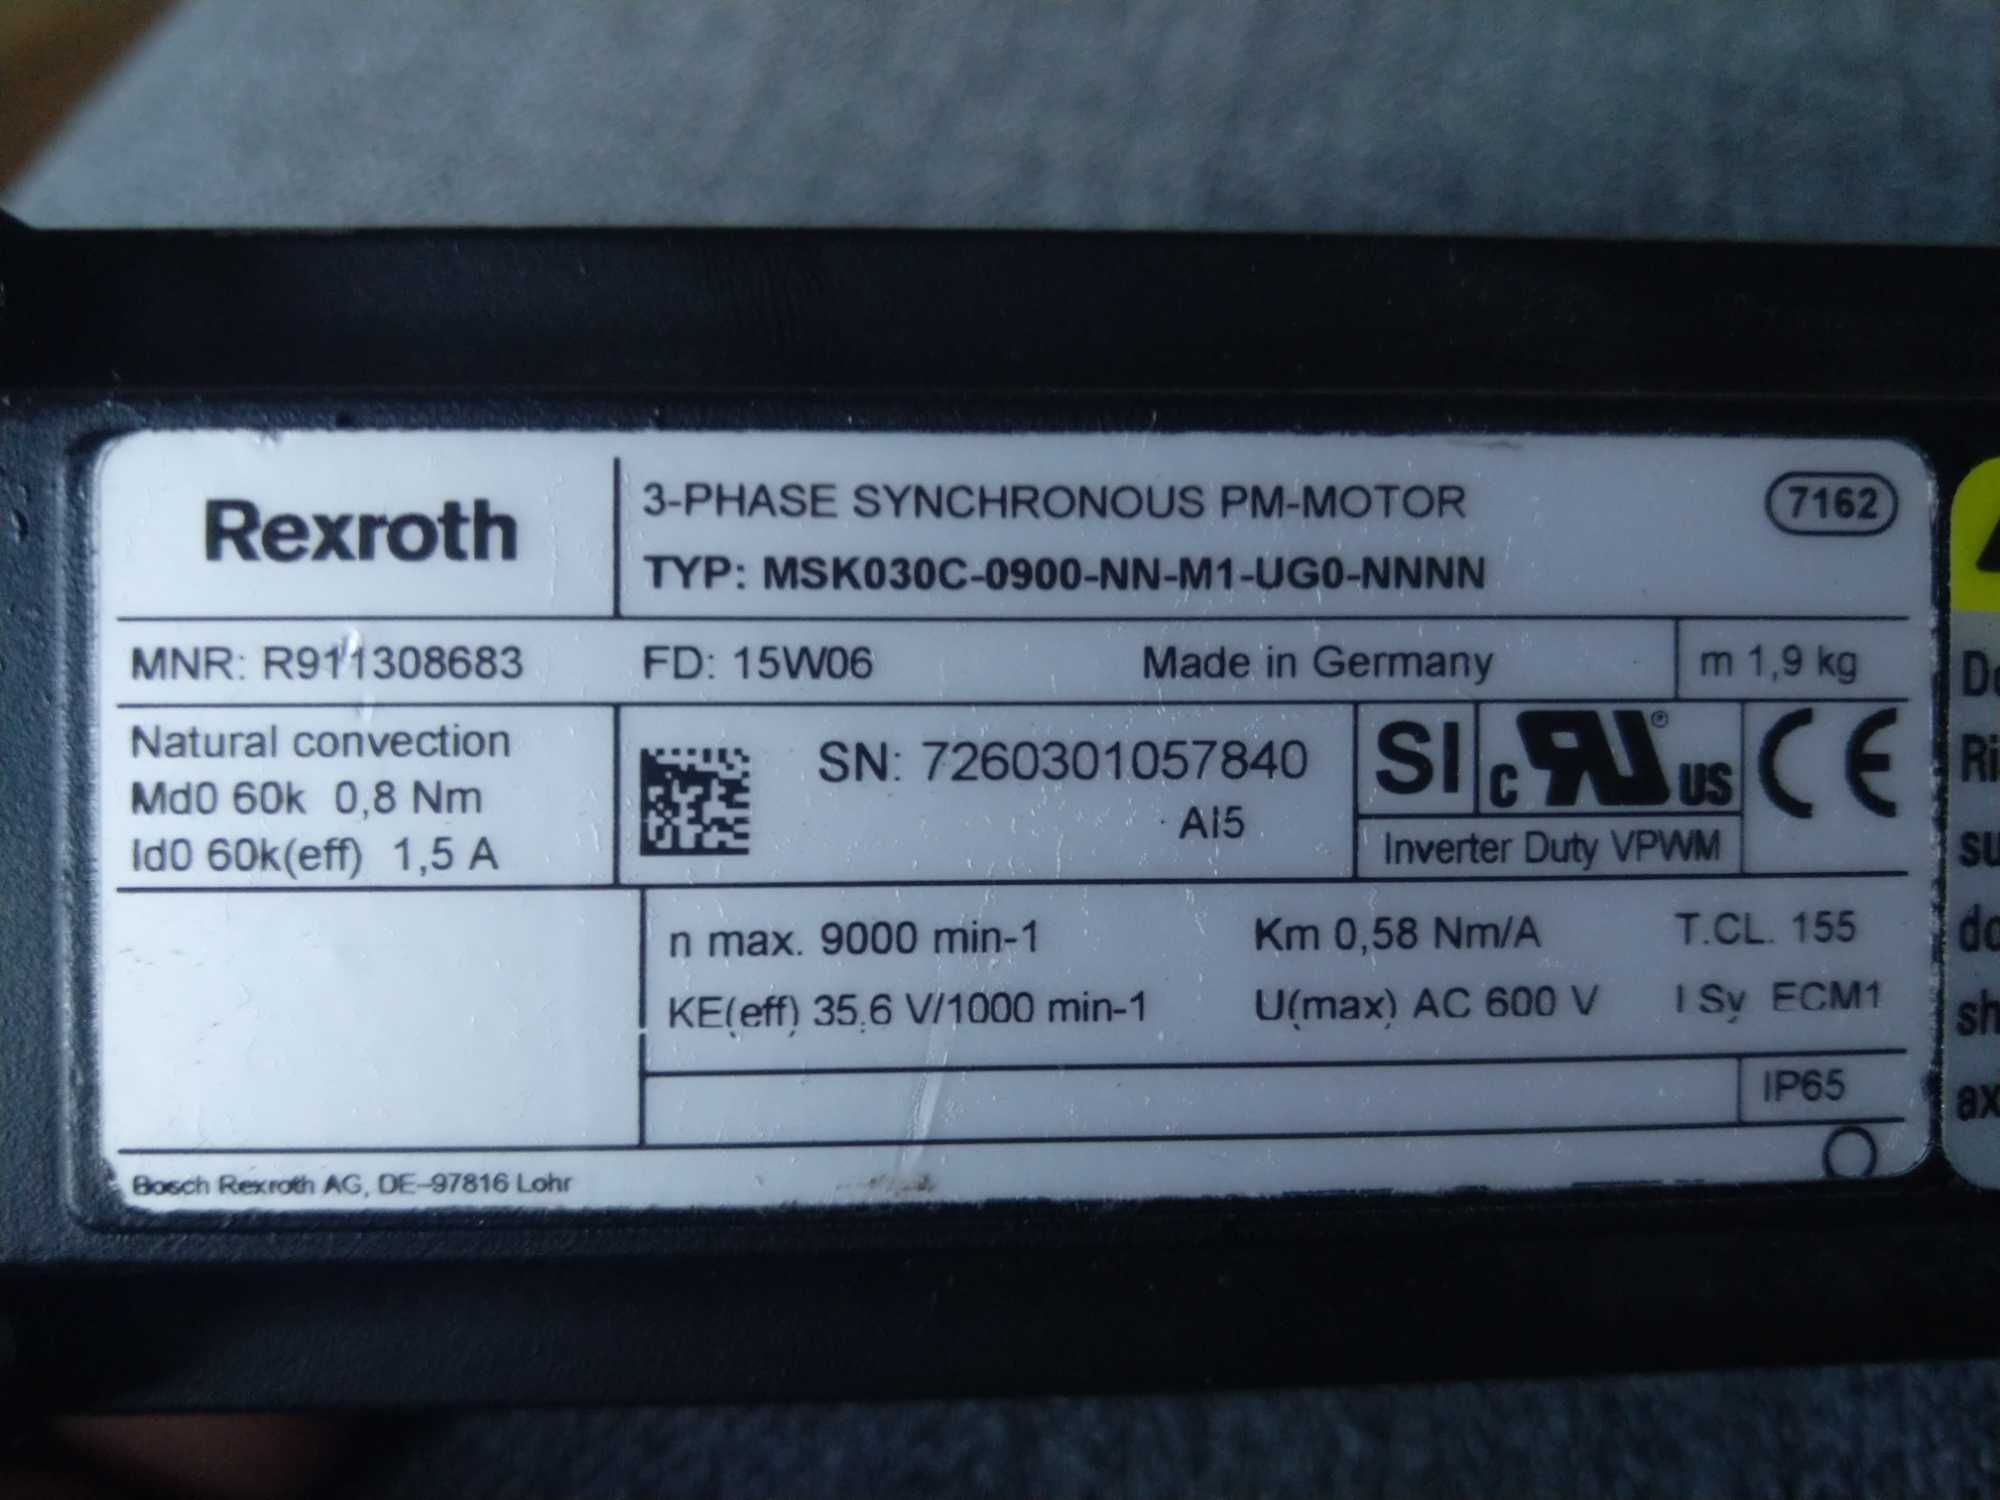 Rexroth
3-PHASE SYNCHRONOUS PM-MOTOR
7162
TYP: MSK030C-0900-NN-M1-UG0-NNNN
MNR: R911308683
FD: 15W06
Made in Germany
m 1,9 kg
Natural convection
Md0 60k 0,8 Nm
Id0 60k(eff) 1,5 A
SN: 7260301057840
AI5
SI
c RU® US
CE
Inverter Duty VPWM
n max. 9000 min-1
Km 0,58 Nm/A
T.CL. 155
KE(eff) 35,6 V/1000 min-1
U(max) AC 600 V
I Sy ECM1
IP65
Bosch Rexroth AG, DE-97816 Lohr